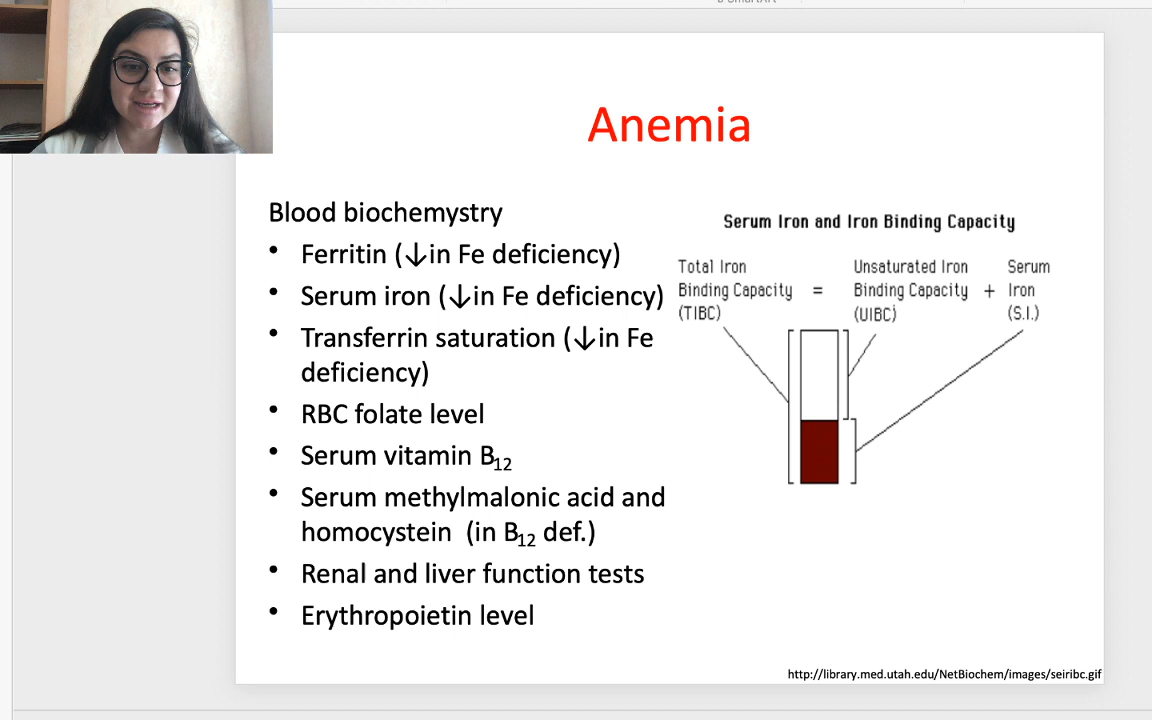 Anemia
Blood biochemystry
• Ferritin (↓in Fe deficiency)
• Serum iron (↓in Fe deficiency)
• Transferrin saturation (↓in Fe
deficiency)
• RBC folate level
• Serum vitamin B₁₂
• Serum methylmalonic acid and
homocystein (in B₁₂ def.)
• Renal and liver function tests
• Erythropoietin level
Serum Iron and Iron Binding Capacity
Total Iron
Binding Capacity
(TIBC)
=
Unsaturated Iron
Binding Capacity
(UIBC)
+
Serum
Iron
(S.I.)
http://library.med.utah.edu/NetBiochem/images/seiribc.gif